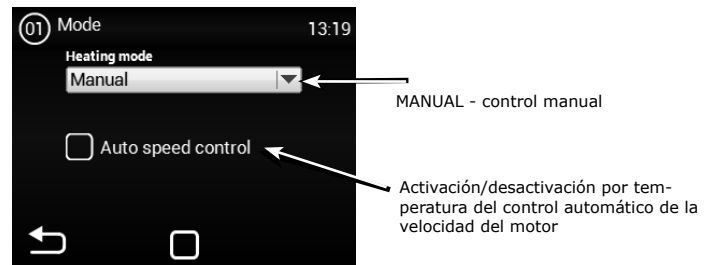 01 Mode 13:19
Heating mode
Manual
MANUAL - control manual
Auto speed control
Activación/desactivación por tem-
peratura del control automático de la
velocidad del motor